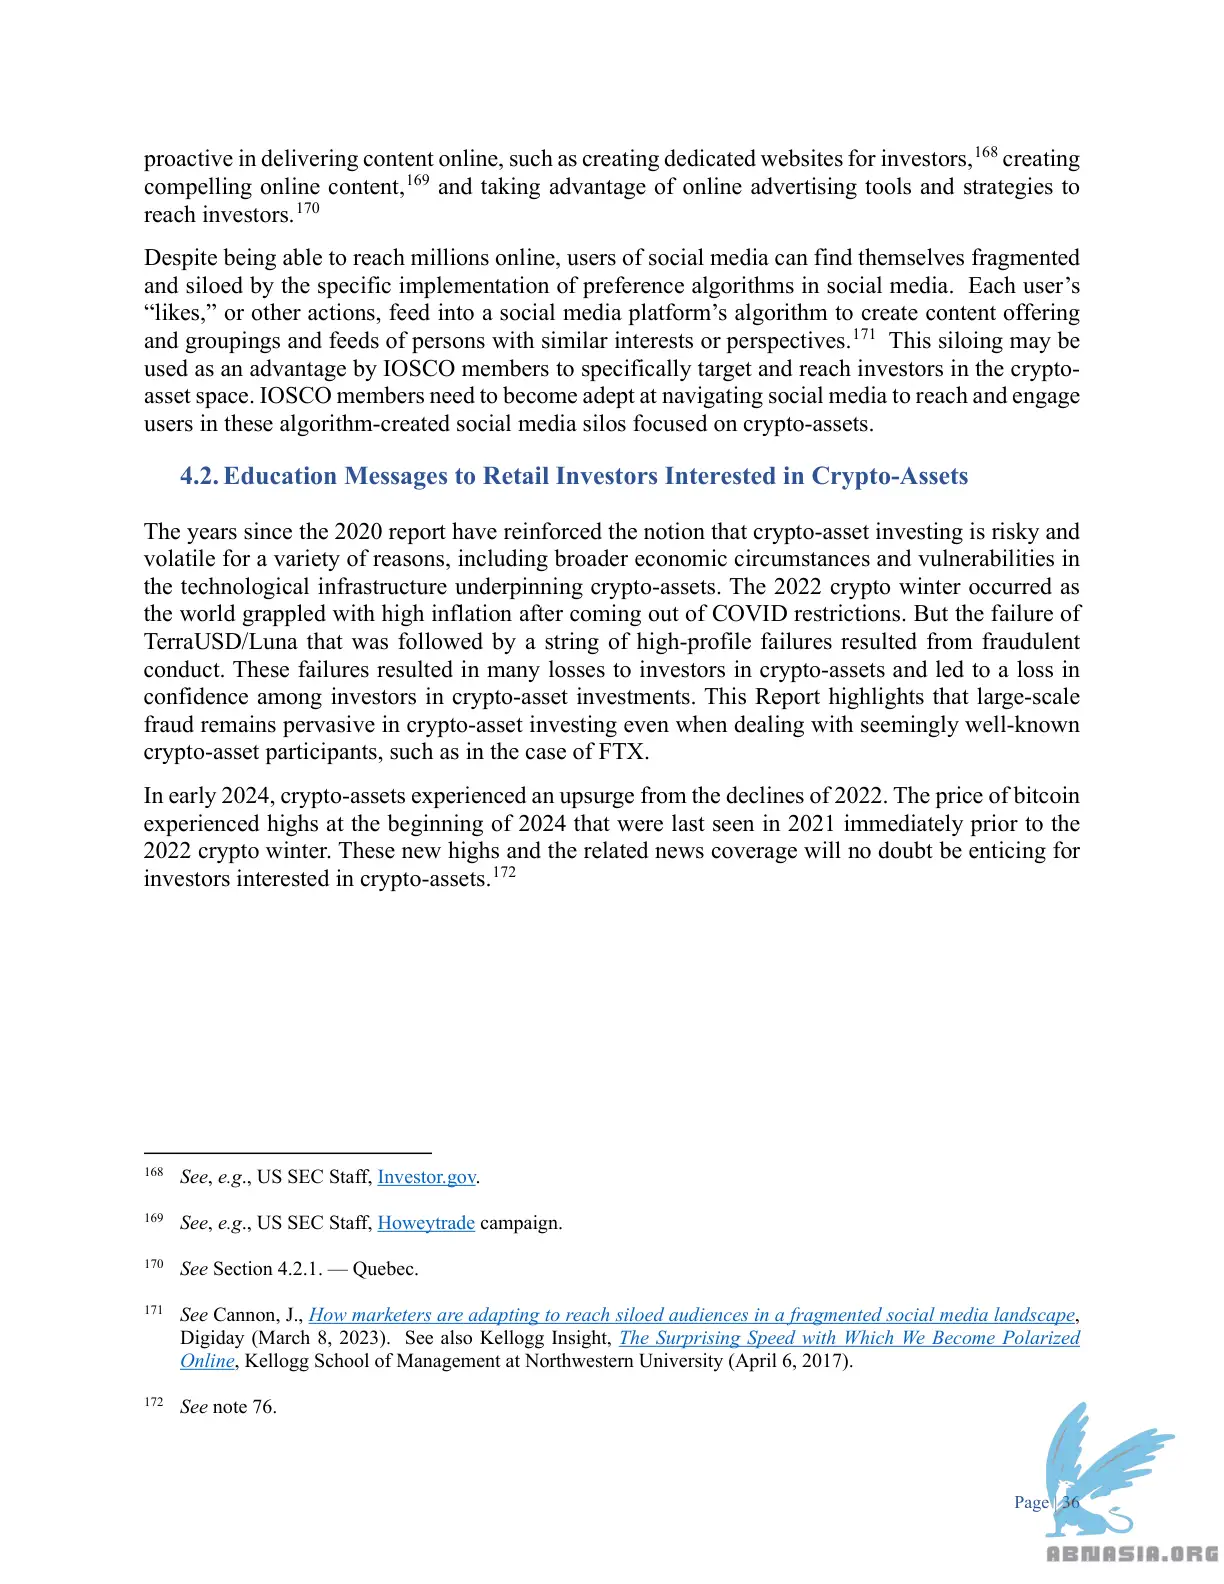 proactive in delivering content online, such as creating dedicated websites for investors,168 creating
compelling online content,169 and taking advantage of online advertising tools and strategies to
reach investors.170
Despite being able to reach millions online, users of social media can find themselves fragmented
and siloed by the specific implementation of preference algorithms in social media.  Each user’s
“likes,” or other actions, feed into a social media platform’s algorithm to create content offering
and groupings and feeds of persons with similar interests or perspectives.171  This siloing may be
used as an advantage by IOSCO members to specifically target and reach investors in the crypto-
asset space. IOSCO members need to become adept at navigating social media to reach and engage
users in these algorithm-created social media silos focused on crypto-assets.
4.2. Education Messages to Retail Investors Interested in Crypto-Assets
The years since the 2020 report have reinforced the notion that crypto-asset investing is risky and
volatile for a variety of reasons, including broader economic circumstances and vulnerabilities in
the technological infrastructure underpinning crypto-assets. The 2022 crypto winter occurred as
the world grappled with high inflation after coming out of COVID restrictions. But the failure of
TerraUSD/Luna that was followed by a string of high-profile failures resulted from fraudulent
conduct. These failures resulted in many losses to investors in crypto-assets and led to a loss in
confidence among investors in crypto-asset investments. This Report highlights that large-scale
fraud remains pervasive in crypto-asset investing even when dealing with seemingly well-known
crypto-asset participants, such as in the case of FTX.
In early 2024, crypto-assets experienced an upsurge from the declines of 2022. The price of bitcoin
experienced highs at the beginning of 2024 that were last seen in 2021 immediately prior to the
2022 crypto winter. These new highs and the related news coverage will no doubt be enticing for
investors interested in crypto-assets.172
168 See, e.g., US SEC Staff, Investor.gov.
169 See, e.g., US SEC Staff, Howeytrade campaign.
170 See Section 4.2.1. — Quebec.
171 See Cannon, J., How marketers are adapting to reach siloed audiences in a fragmented social media landscape,
Digiday (March 8, 2023).  See also Kellogg Insight, The Surprising Speed with Which We Become Polarized
Online, Kellogg School of Management at Northwestern University (April 6, 2017).
172 See note 76.
Page | 36
ABNASIA.ORG